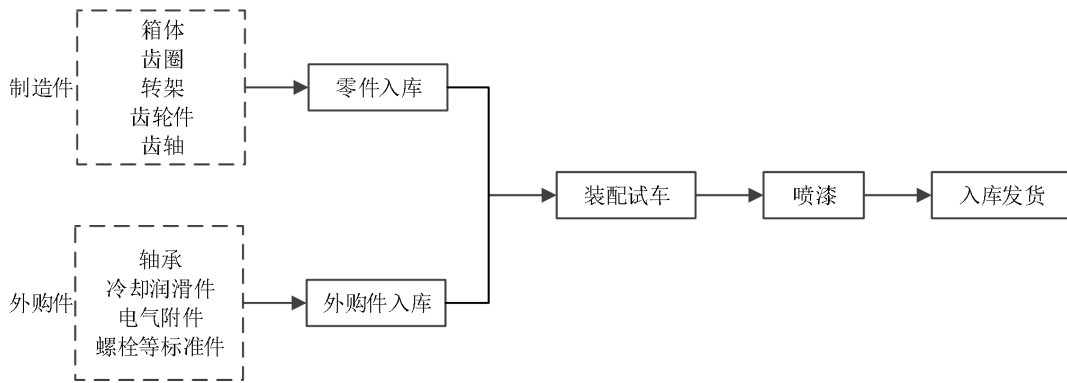 制造件
箱体
齿圈
转架
齿轮件
齿轴
零件入库
外购件
轴承
冷却润滑件
电气附件
螺栓等标准件
外购件入库
装配试车
喷漆
入库发货